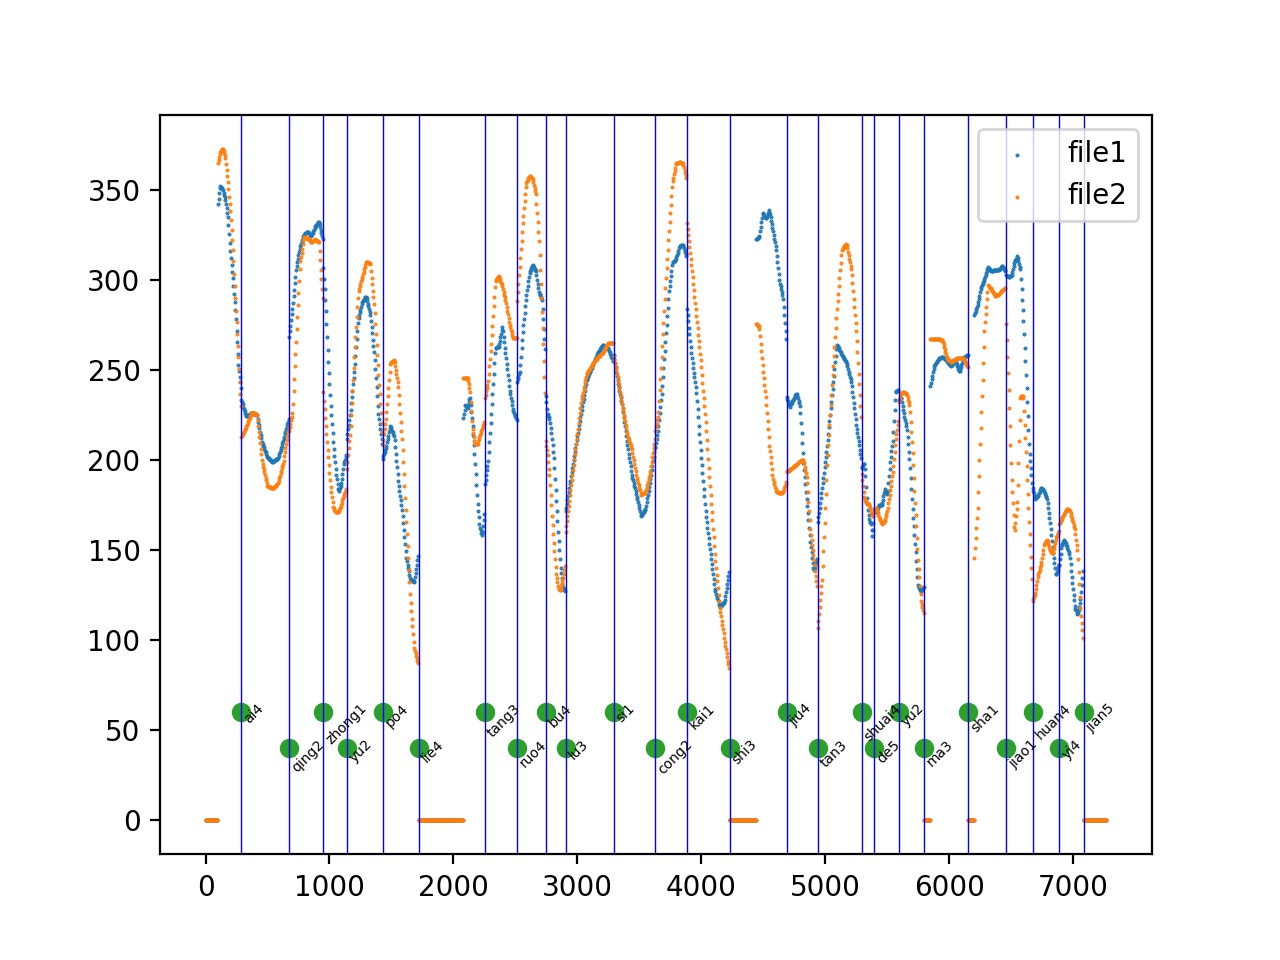 file1
file2
350
300
250
200
150
100
50
0
ai4
qing2
zhong1
yu2
po4
lie4
tang3
ruo4
bu4
lu3
si1
cong2
kai1
shi3
jiu4
tan3
shuai4
de5
yu2
ma3
sha1
jiao1
huan4
yi4
jian5
0 1000 2000 3000 4000 5000 6000 7000